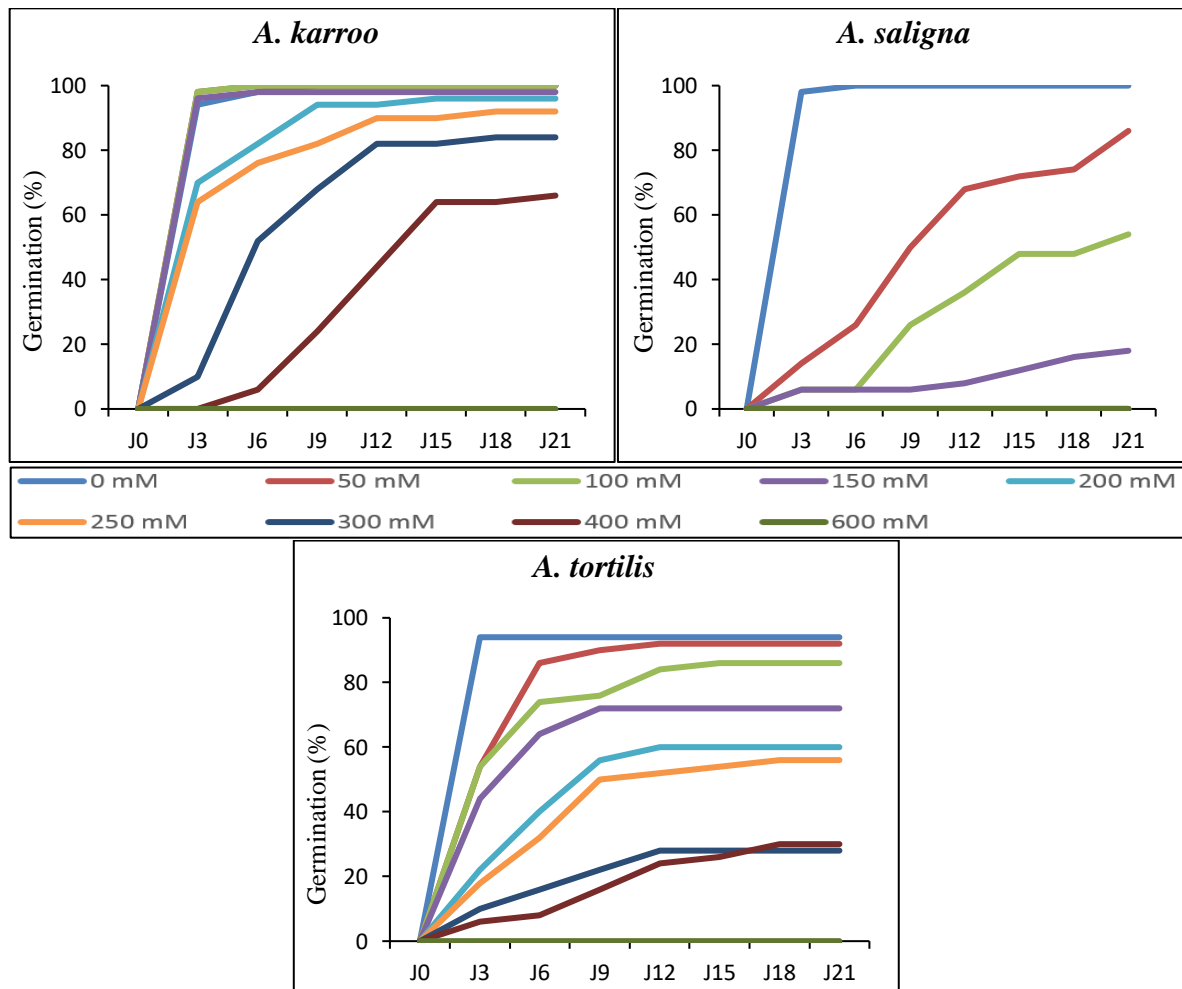 A. karroo
Germination (%)
100
80
60
40
20
0
J0 J3 J6 J9 J12 J15 J18 J21
A. saligna
Germination (%)
100
80
60
40
20
0
J0 J3 J6 J9 J12 J15 J18 J21
0 mM 50 mM 100 mM 150 mM 200 mM
250 mM 300 mM 400 mM 600 mM
A. tortilis
Germination (%)
100
80
60
40
20
0
J0 J3 J6 J9 J12 J15 J18 J21